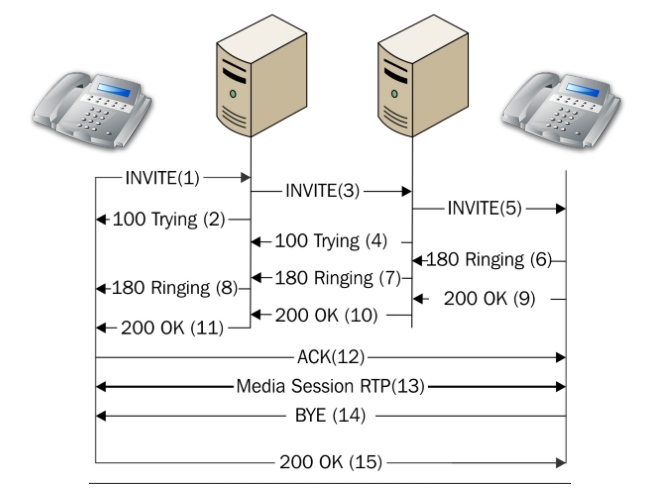 INVITE(1)
INVITE(3)
INVITE(5)
100 Trying (2)
100 Trying (4)
180 Ringing (6)
180 Ringing (7)
180 Ringing (8)
200 OK (9)
200 OK (10)
200 OK (11)
ACK(12)
Media Session RTP(13)
BYE (14)
200 OK (15)